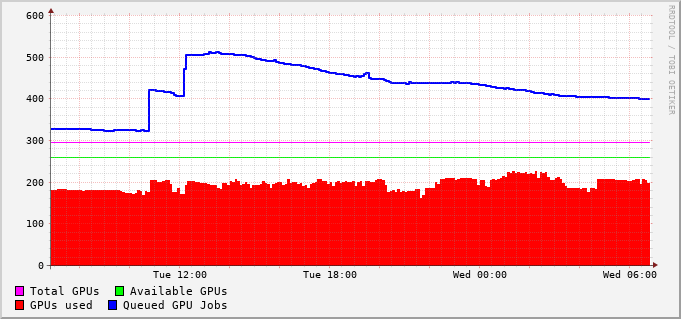 600
500
400
300
200
100
0
Tue 12:00 Tue 18:00 Wed 00:00 Wed 06:00
Total GPUs Available GPUs
GPUs used Queued GPU Jobs
RRDTOOL / TOBI OETIKER